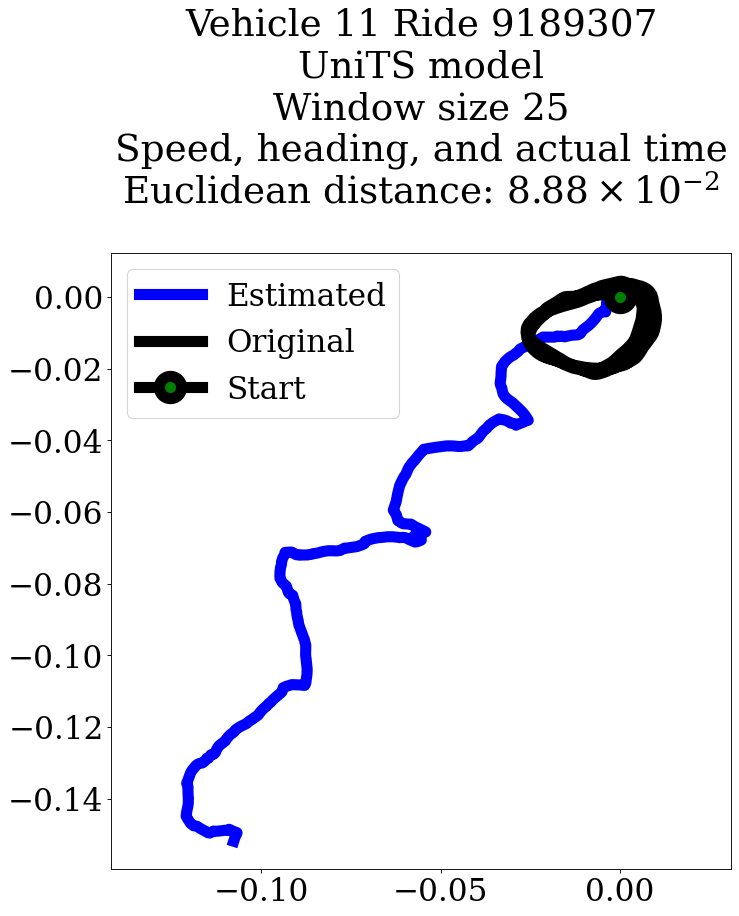 Vehicle 11 Ride 9189307
UniTS model
Window size 25
Speed, heading, and actual time
Euclidean distance: 8.88 × 10⁻²
Estimated
Original
Start
0.00
−0.02
−0.04
−0.06
−0.08
−0.10
−0.12
−0.14
−0.10 −0.05 0.00